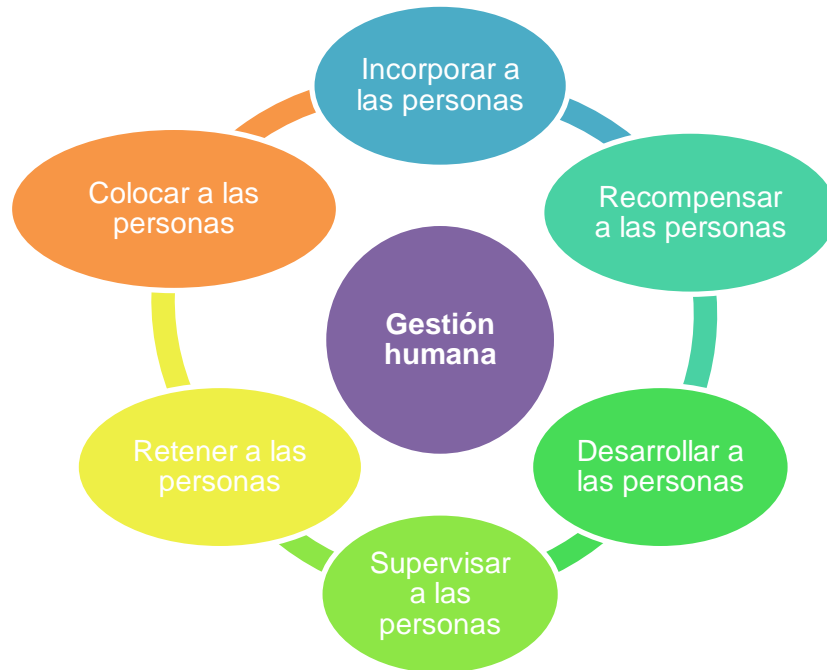 Incorporar a
las personas
Recompensar
a las personas
Desarrollar a
las personas
Supervisar
a las
personas
Retener a las
personas
Colocar a las
personas
Gestión
humana